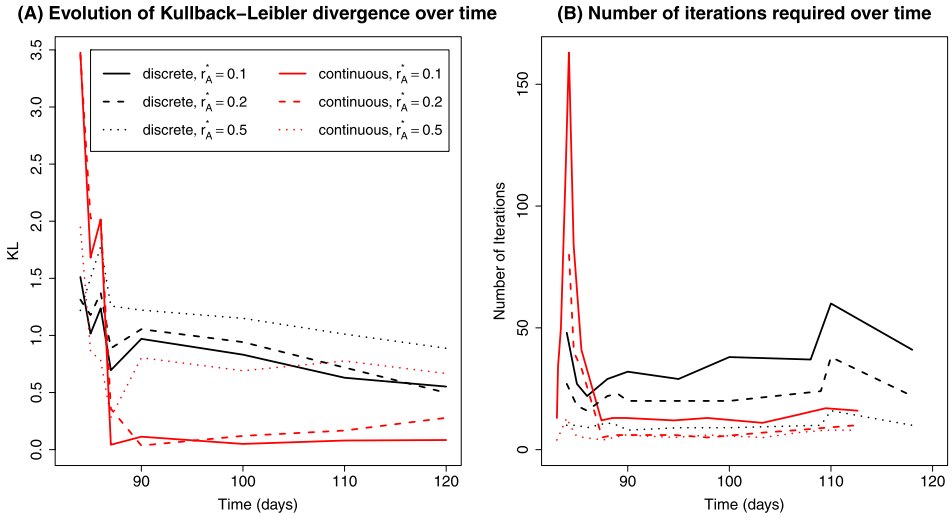 (A) Evolution of Kullback−Leibler divergence over time
3.5
3.0
2.5
2.0
1.5
1.0
0.5
0.0
KL
discrete, r*A = 0.1
discrete, r*A = 0.2
discrete, r*A = 0.5
continuous, r*A = 0.1
continuous, r*A = 0.2
continuous, r*A = 0.5
90 100 110 120
Time (days)
(B) Number of iterations required over time
150
100
50
0
Number of Iterations
90 100 110 120
Time (days)